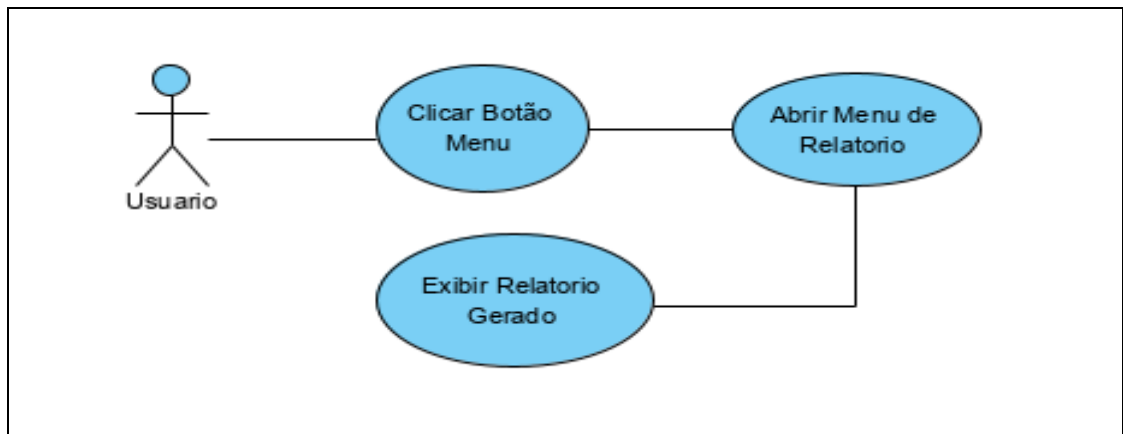 Clicar Botão
Menu
Abrir Menu de
Relatorio
Usuario
Exibir Relatorio
Gerado